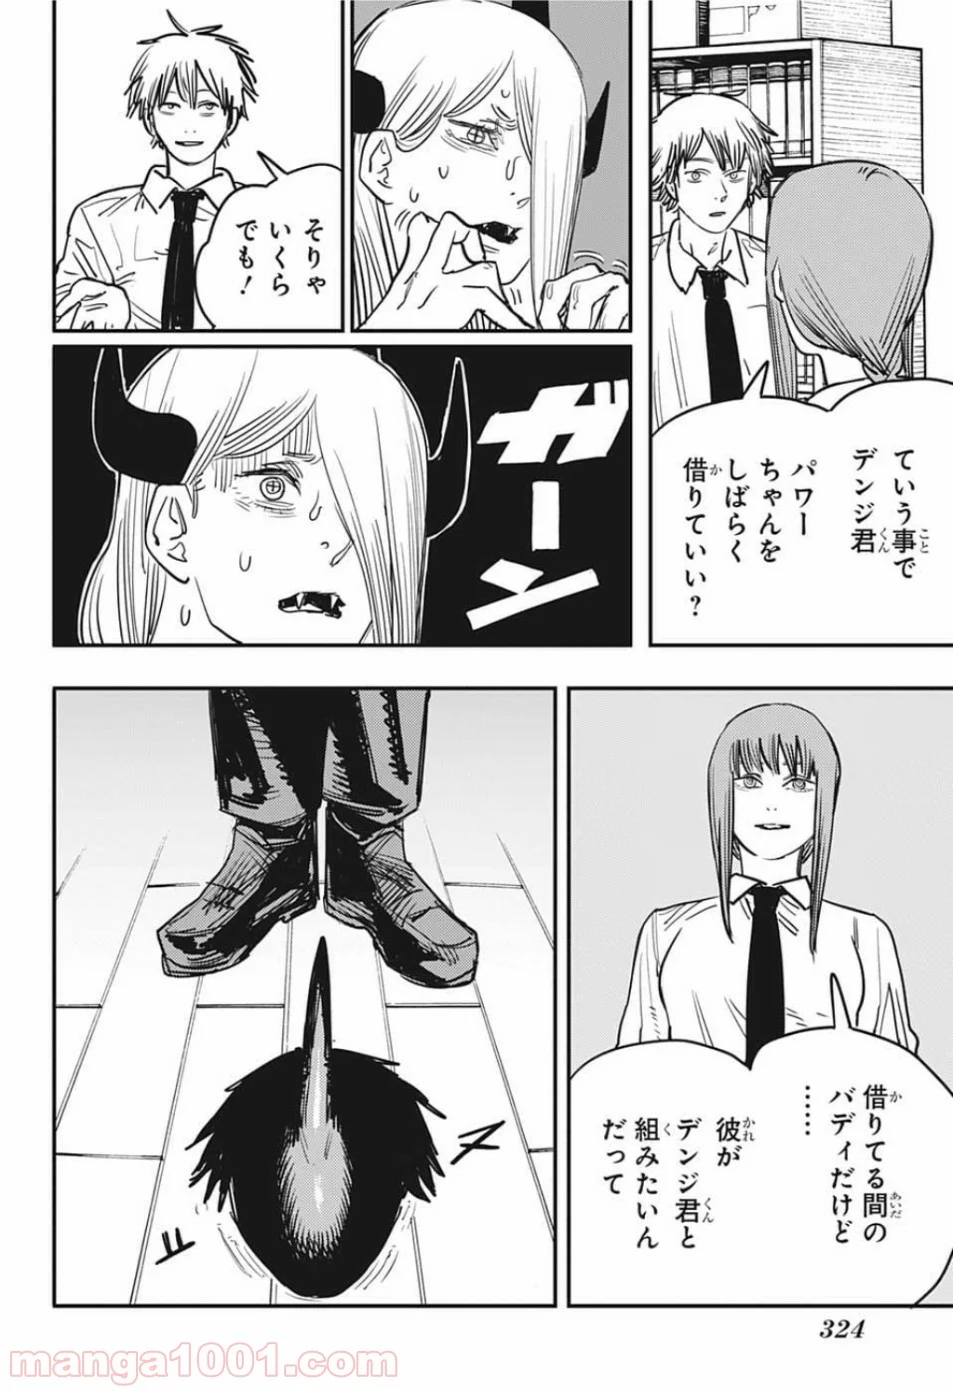 ていう事で
デンジ君
パワー
ちゃんを
しばらく
借りていい？
そりゃ
いくら
でも！
ガーン
借りてる間の
バディだけど
……
彼が
デンジ君と
組みたいん
だって
324
manga1001.com